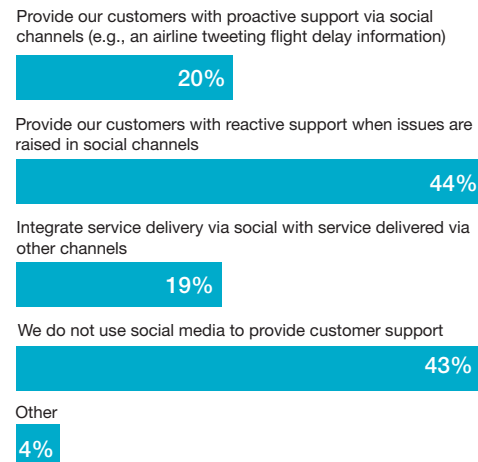 Provide our customers with proactive support via social
channels (e.g., an airline tweeting flight delay information)
20%
Provide our customers with reactive support when issues are
raised in social channels
44%
Integrate service delivery via social with service delivered via
other channels
19%
We do not use social media to provide customer support
43%
Other
4%